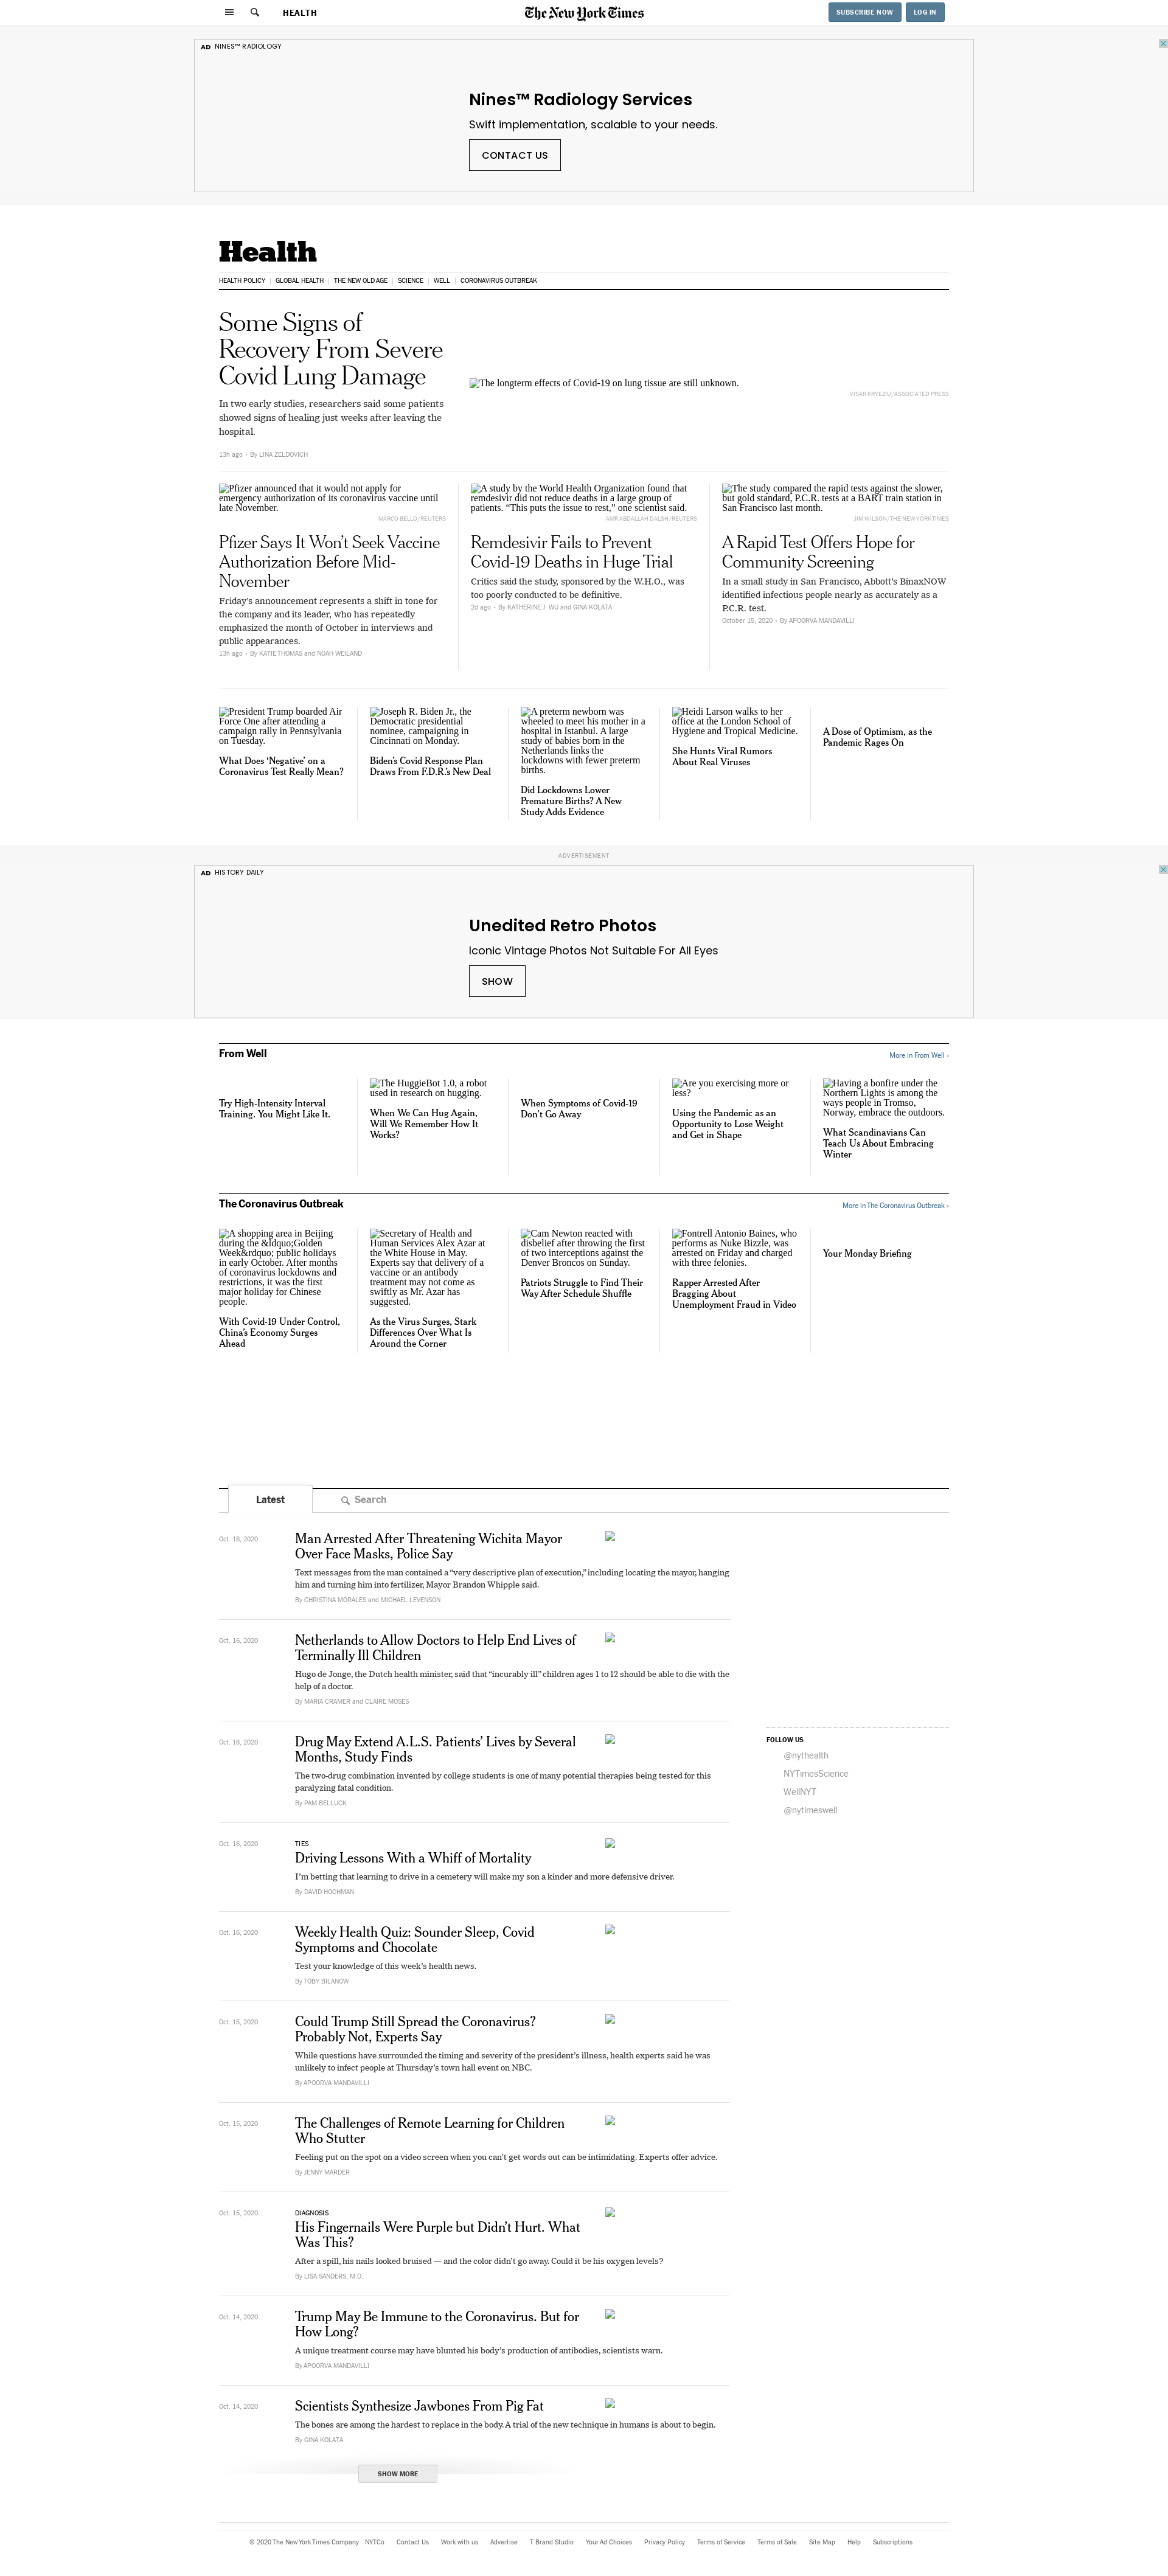 HEALTH
The New York Times
SUBSCRIBE NOW
LOG IN
AD NINES™ RADIOLOGY
Nines™ Radiology Services
Swift implementation, scalable to your needs.
CONTACT US
Health
HEALTH POLICY | GLOBAL HEALTH | THE NEW OLD AGE | SCIENCE | WELL | CORONAVIRUS OUTBREAK
Some Signs of
Recovery From Severe
Covid Lung Damage
In two early studies, researchers said some patients
showed signs of healing just weeks after leaving the
hospital.
13h ago • By LINA ZELDOVICH
The longterm effects of Covid-19 on lung tissue are still unknown.
VISAR KRYEZIU/ASSOCIATED PRESS
Pfizer announced that it would not apply for
emergency authorization of its coronavirus vaccine until
late November.
MARCO BELLO/REUTERS
Pfizer Says It Won’t Seek Vaccine
Authorization Before Mid-
November
Friday’s announcement represents a shift in tone for
the company and its leader, who has repeatedly
emphasized the month of October in interviews and
public appearances.
13h ago • By KATIE THOMAS and NOAH WEILAND
A study by the World Health Organization found that
remdesivir did not reduce deaths in a large group of
patients. “This puts the issue to rest,” one scientist said.
AMR ABDALLAH DALSH/REUTERS
Remdesivir Fails to Prevent
Covid-19 Deaths in Huge Trial
Critics said the study, sponsored by the W.H.O., was
too poorly conducted to be definitive.
2d ago • By KATHERINE J. WU and GINA KOLATA
The study compared the rapid tests against the slower,
but gold standard, P.C.R. tests at a BART train station in
San Francisco last month.
JIM WILSON/THE NEW YORK TIMES
A Rapid Test Offers Hope for
Community Screening
In a small study in San Francisco, Abbott’s BinaxNOW
identified infectious people nearly as accurately as a
P.C.R. test.
October 15, 2020 • By APOORVA MANDAVILLI
President Trump boarded Air
Force One after attending a
campaign rally in Pennsylvania
on Tuesday.
What Does ‘Negative’ on a
Coronavirus Test Really Mean?
Joseph R. Biden Jr., the
Democratic presidential
nominee, campaigning in
Cincinnati on Monday.
Biden’s Covid Response Plan
Draws From F.D.R.’s New Deal
A preterm newborn was
wheeled to meet his mother in a
hospital in Istanbul. A large
study of babies born in the
Netherlands links the
lockdowns with fewer preterm
births.
Did Lockdowns Lower
Premature Births? A New
Study Adds Evidence
Heidi Larson walks to her
office at the London School of
Hygiene and Tropical Medicine.
She Hunts Viral Rumors
About Real Viruses
A Dose of Optimism, as the
Pandemic Rages On
ADVERTISEMENT
AD HISTORY DAILY
Unedited Retro Photos
Iconic Vintage Photos Not Suitable For All Eyes
SHOW
From Well
More in From Well ›
Try High-Intensity Interval
Training. You Might Like It.
The HuggieBot 1.0, a robot
used in research on hugging.
When We Can Hug Again,
Will We Remember How It
Works?
When Symptoms of Covid-19
Don’t Go Away
Are you exercising more or
less?
Using the Pandemic as an
Opportunity to Lose Weight
and Get in Shape
Having a bonfire under the
Northern Lights is among the
ways people in Tromso,
Norway, embrace the outdoors.
What Scandinavians Can
Teach Us About Embracing
Winter
The Coronavirus Outbreak
More in The Coronavirus Outbreak ›
A shopping area in Beijing
during the &ldquo;Golden
Week&rdquo; public holidays
in early October. After months
of coronavirus lockdowns and
restrictions, it was the first
major holiday for Chinese
people.
With Covid-19 Under Control,
China’s Economy Surges
Ahead
Secretary of Health and
Human Services Alex Azar at
the White House in May.
Experts say that delivery of a
vaccine or an antibody
treatment may not come as
swiftly as Mr. Azar has
suggested.
As the Virus Surges, Stark
Differences Over What Is
Around the Corner
Cam Newton reacted with
disbelief after throwing the first
of two interceptions against the
Denver Broncos on Sunday.
Patriots Struggle to Find Their
Way After Schedule Shuffle
Fontrell Antonio Baines, who
performs as Nuke Bizzle, was
arrested on Friday and charged
with three felonies.
Rapper Arrested After
Bragging About
Unemployment Fraud in Video
Your Monday Briefing
Latest
Search
Oct. 18, 2020
Man Arrested After Threatening Wichita Mayor
Over Face Masks, Police Say
Text messages from the man contained a “very descriptive plan of execution,” including locating the mayor, hanging
him and turning him into fertilizer, Mayor Brandon Whipple said.
By CHRISTINA MORALES and MICHAEL LEVENSON
Oct. 16, 2020
Netherlands to Allow Doctors to Help End Lives of
Terminally Ill Children
Hugo de Jonge, the Dutch health minister, said that “incurably ill” children ages 1 to 12 should be able to die with the
help of a doctor.
By MARIA CRAMER and CLAIRE MOSES
Oct. 16, 2020
Drug May Extend A.L.S. Patients’ Lives by Several
Months, Study Finds
The two-drug combination invented by college students is one of many potential therapies being tested for this
paralyzing fatal condition.
By PAM BELLUCK
FOLLOW US
@nythealth
NYTimesScience
WellNYT
@nytimeswell
Oct. 16, 2020
TIES
Driving Lessons With a Whiff of Mortality
I’m betting that learning to drive in a cemetery will make my son a kinder and more defensive driver.
By DAVID HOCHMAN
Oct. 16, 2020
Weekly Health Quiz: Sounder Sleep, Covid
Symptoms and Chocolate
Test your knowledge of this week’s health news.
By TOBY BILANOW
Oct. 15, 2020
Could Trump Still Spread the Coronavirus?
Probably Not, Experts Say
While questions have surrounded the timing and severity of the president’s illness, health experts said he was
unlikely to infect people at Thursday’s town hall event on NBC.
By APOORVA MANDAVILLI
Oct. 15, 2020
The Challenges of Remote Learning for Children
Who Stutter
Feeling put on the spot on a video screen when you can’t get words out can be intimidating. Experts offer advice.
By JENNY MARDER
Oct. 15, 2020
DIAGNOSIS
His Fingernails Were Purple but Didn’t Hurt. What
Was This?
After a spill, his nails looked bruised — and the color didn’t go away. Could it be his oxygen levels?
By LISA SANDERS, M.D.
Oct. 14, 2020
Trump May Be Immune to the Coronavirus. But for
How Long?
A unique treatment course may have blunted his body’s production of antibodies, scientists warn.
By APOORVA MANDAVILLI
Oct. 14, 2020
Scientists Synthesize Jawbones From Pig Fat
The bones are among the hardest to replace in the body. A trial of the new technique in humans is about to begin.
By GINA KOLATA
SHOW MORE
© 2020 The New York Times Company NYTCo Contact Us Work with us Advertise T Brand Studio Your Ad Choices Privacy Policy Terms of Service Terms of Sale Site Map Help Subscriptions